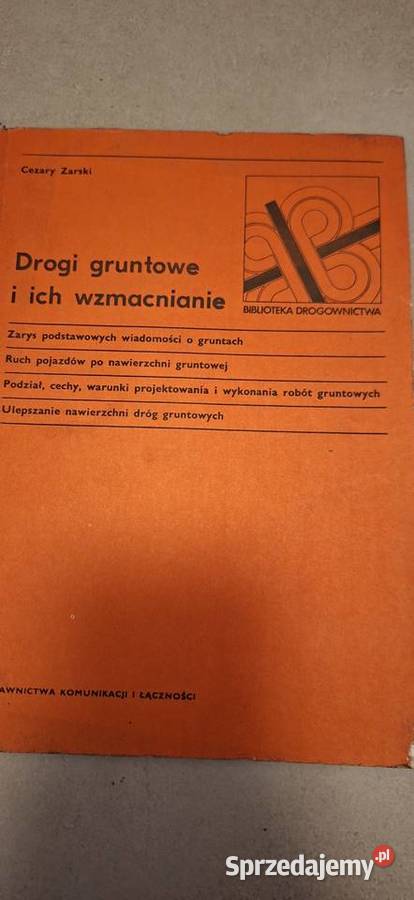 Cezary Zarski
Drogi gruntowe
i ich wzmacnianie
BIBLIOTEKA DROGOWNICTWA
Zarys podstawowych wiadomości o gruntach
Ruch pojazdów po nawierzchni gruntowej
Podział, cechy, warunki projektowania i wykonania robót gruntowych
Ulepszanie nawierzchni dróg gruntowych
AWNICTWA KOMUNIKACJI I ŁĄCZNOŚCI
Sprzedajemy.pl